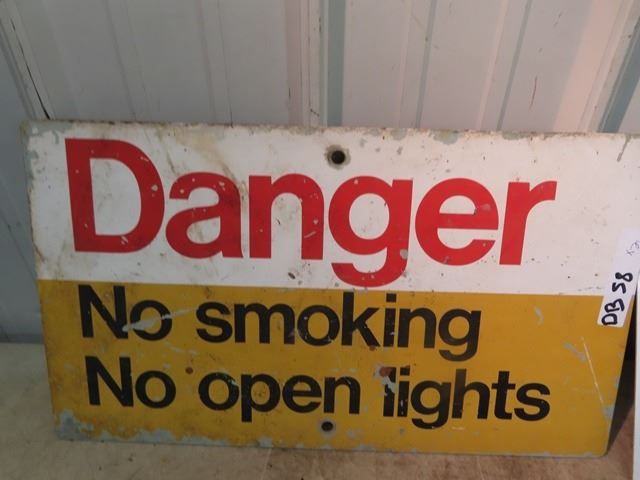 Danger
No smoking
No open lights
DB 58